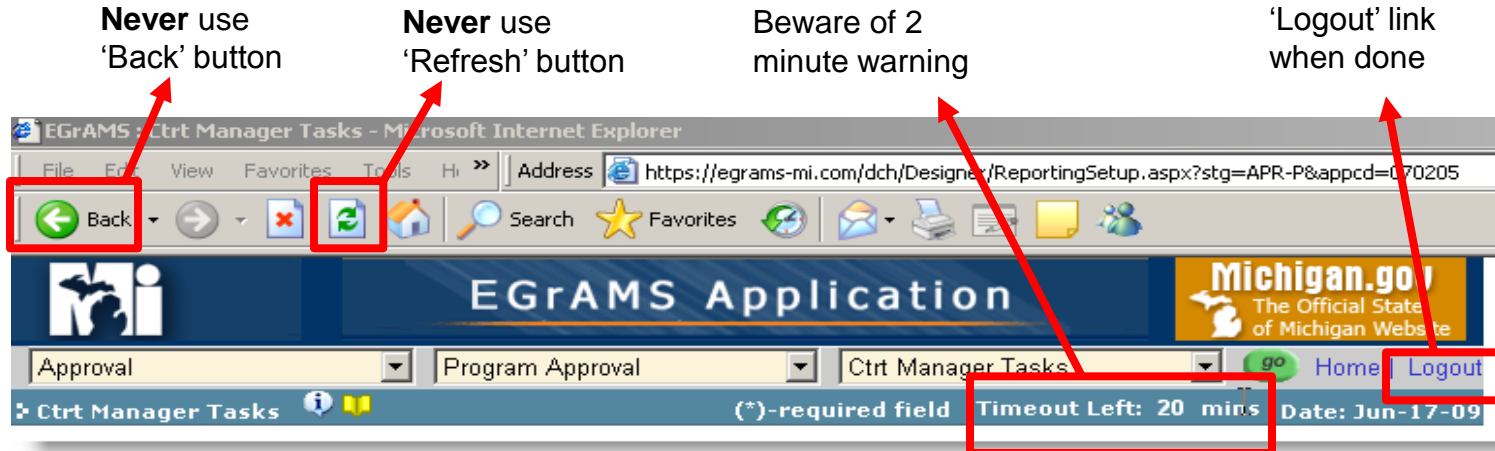 Never use
‘Back’ button
Never use
‘Refresh’ button
Beware of 2
minute warning
‘Logout’ link
when done
EGrAMS : Ctrt Manager Tasks - Microsoft Internet Explorer
File Edit View Favorites Tools » Address https://egrams-mi.com/dch/Designer/ReportingSetup.aspx?stg=APR-P&appcd=070205
Back Search Favorites
EGrAMS Application
Michigan.gov
The Official State
of Michigan Website
Approval Program Approval Ctrt Manager Tasks go Home | Logout
Ctrt Manager Tasks (*)-required field Timeout Left: 20 mins Date: Jun-17-09